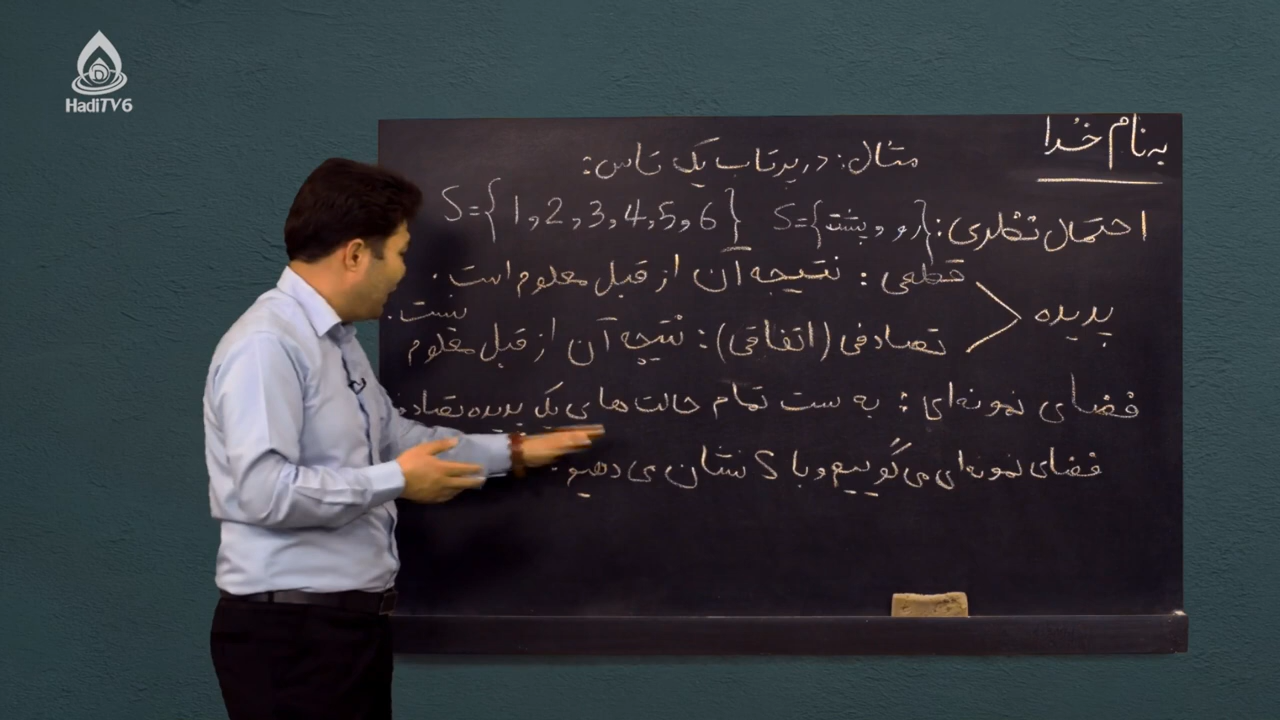 HadiTV6
به نام خدا
مثال: در پرتاب یک تاس:
احتمال تئوری: S={رو و پشت} S={1,2,3,4,5,6}
پدیده
قطعی: نتیجه آن از قبل معلوم است.
تصادفی (اتفاقی): نتیجه آن از قبل معلوم نیست.
فضای نمونه‌ای: به ست تمام حالت های یک پدیده
فضای نمونه‌ای می گوییم و با S نشان می دهیم.